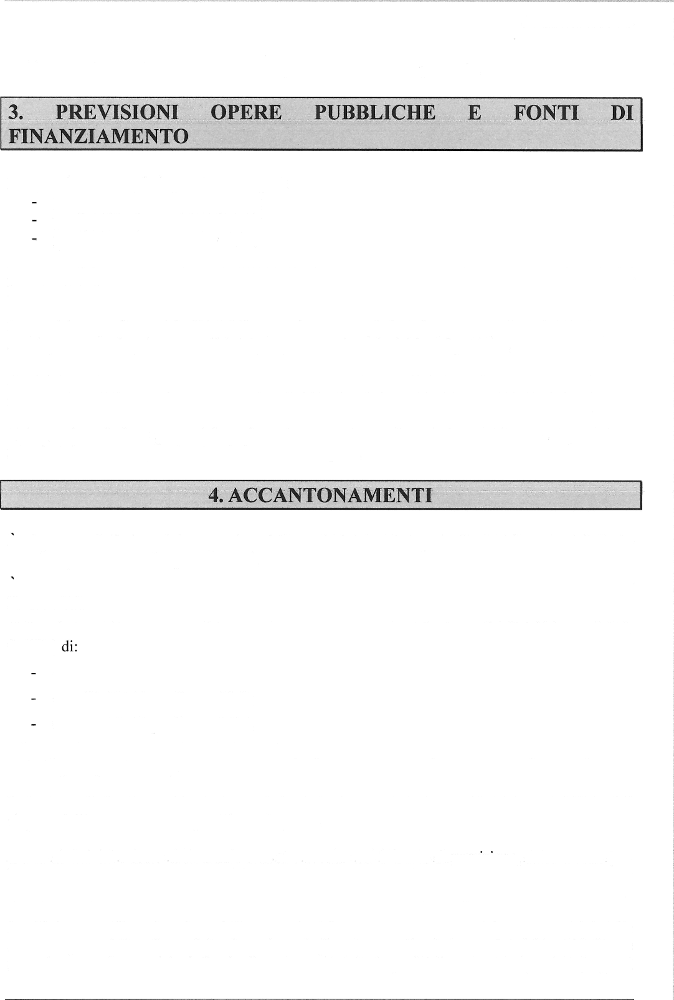 3. PREVISIONI OPERE PUBBLICHE E FONTI DI
FINANZIAMENTO
-
-
-
4. ACCANTONAMENTI
di:
-
-
-